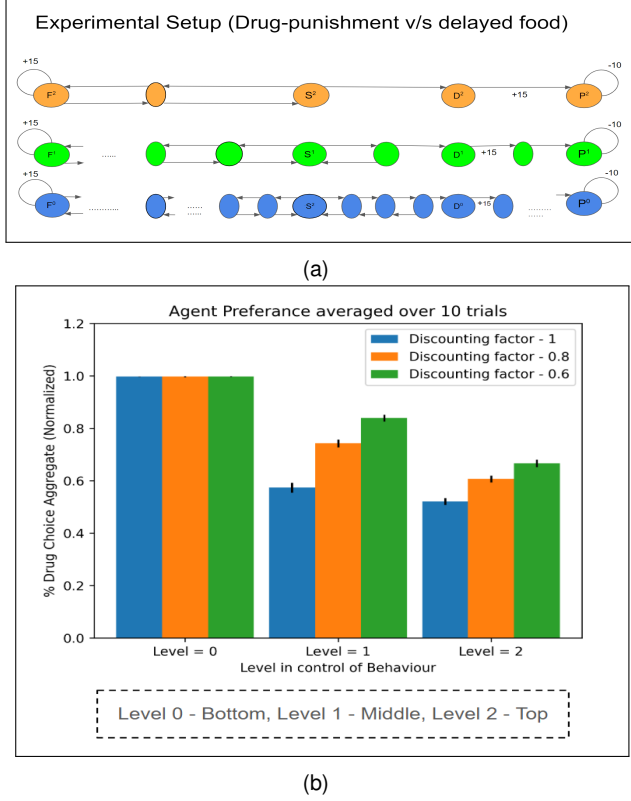 Experimental Setup (Drug-punishment v/s delayed food)
+15 -10
F² S² D² +15 P²
+15 -10
F¹ ...... S¹ D¹ +15 P¹
+15 -10
F⁰ ........... ...... S² D⁰ +15 ......... ...... P⁰
(a)
Agent Preferance averaged over 10 trials
Discounting factor - 1
Discounting factor - 0.8
Discounting factor - 0.6
% Drug Choice Aggregate (Normalized)
1.2
1.0
0.8
0.6
0.4
0.2
0.0
Level = 0 Level = 1 Level = 2
Level in control of Behaviour
Level 0 - Bottom, Level 1 - Middle, Level 2 - Top
(b)